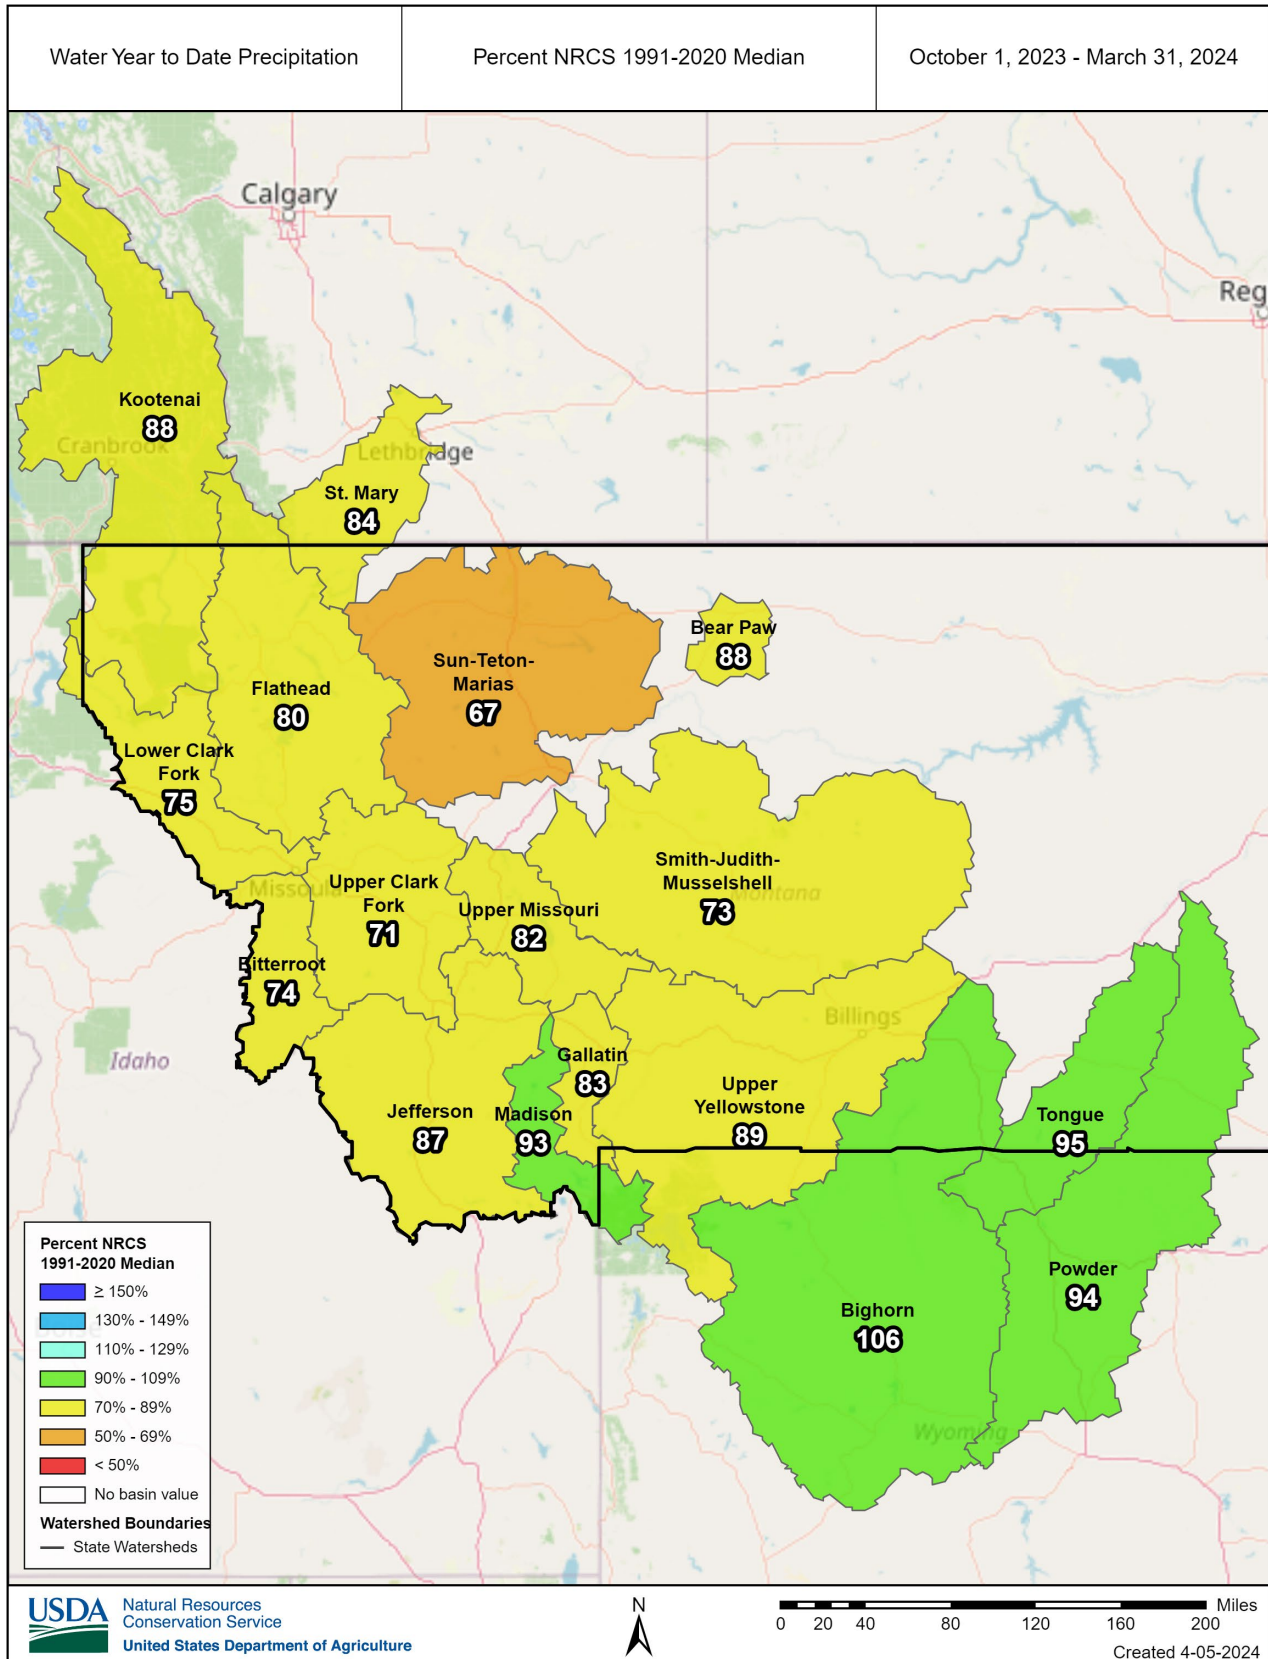 Water Year to Date Precipitation
Percent NRCS 1991-2020 Median
October 1, 2023 - March 31, 2024
Calgary
Reg
Kootenai
88
Cranbrook
Lethbridge
St. Mary
84
Bear Paw
88
Sun-Teton-
Marias
67
Flathead
80
Lower Clark
Fork
75
Smith-Judith-
Musselshell
73
Montana
Missoula
Upper Clark
Fork
71
Upper Missouri
82
Bitterroot
74
Billings
Idaho
Gallatin
83
Upper
Yellowstone
89
Jefferson
87
Madison
93
Tongue
95
Powder
94
Bighorn
106
Wyoming
Percent NRCS
1991-2020 Median
≥ 150%
130% - 149%
Boise
110% - 129%
90% - 109%
70% - 89%
50% - 69%
< 50%
No basin value
Watershed Boundaries
State Watersheds
USDA
Natural Resources
Conservation Service
United States Department of Agriculture
N
Miles
0 20 40 80 120 160 200
Created 4-05-2024